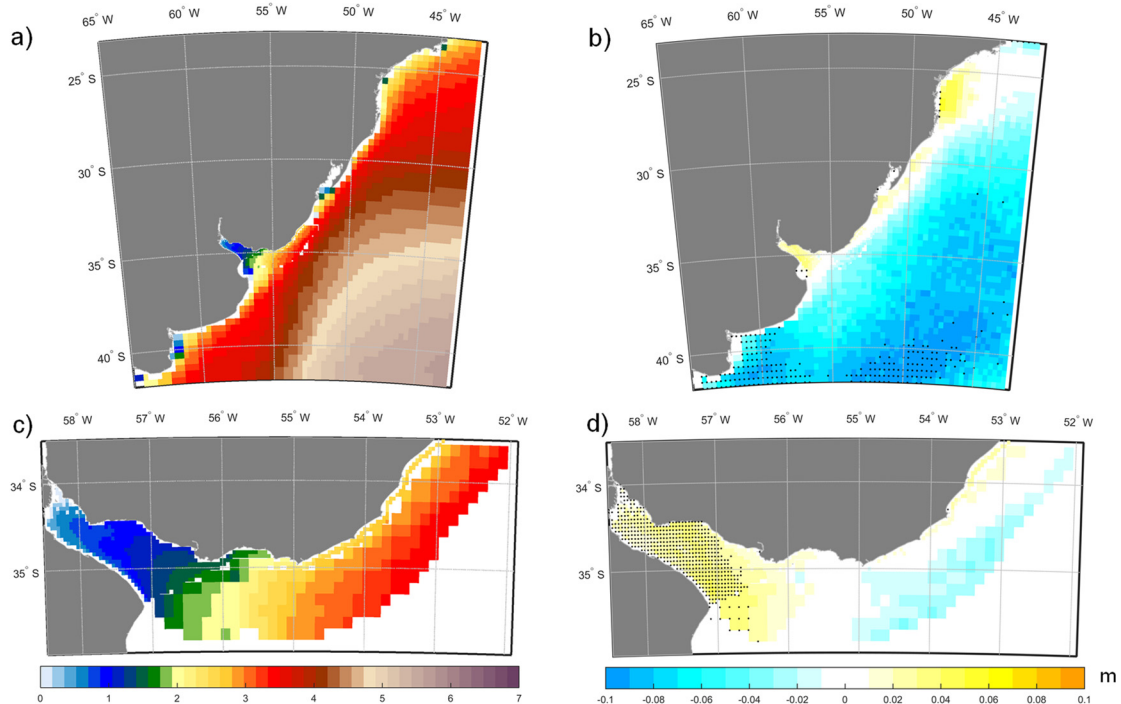 65° W 60° W 55° W 50° W 45° W
a)
25° S
30° S
35° S
40° S
65° W 60° W 55° W 50° W 45° W
b)
25° S
30° S
35° S
40° S
c)
58° W 57° W 56° W 55° W 54° W 53° W 52° W
34° S
35° S
0 1 2 3 4 5 6 7
d)
58° W 57° W 56° W 55° W 54° W 53° W 52° W
34° S
35° S
-0.1 -0.08 -0.06 -0.04 -0.02 0 0.02 0.04 0.06 0.08 0.1 m